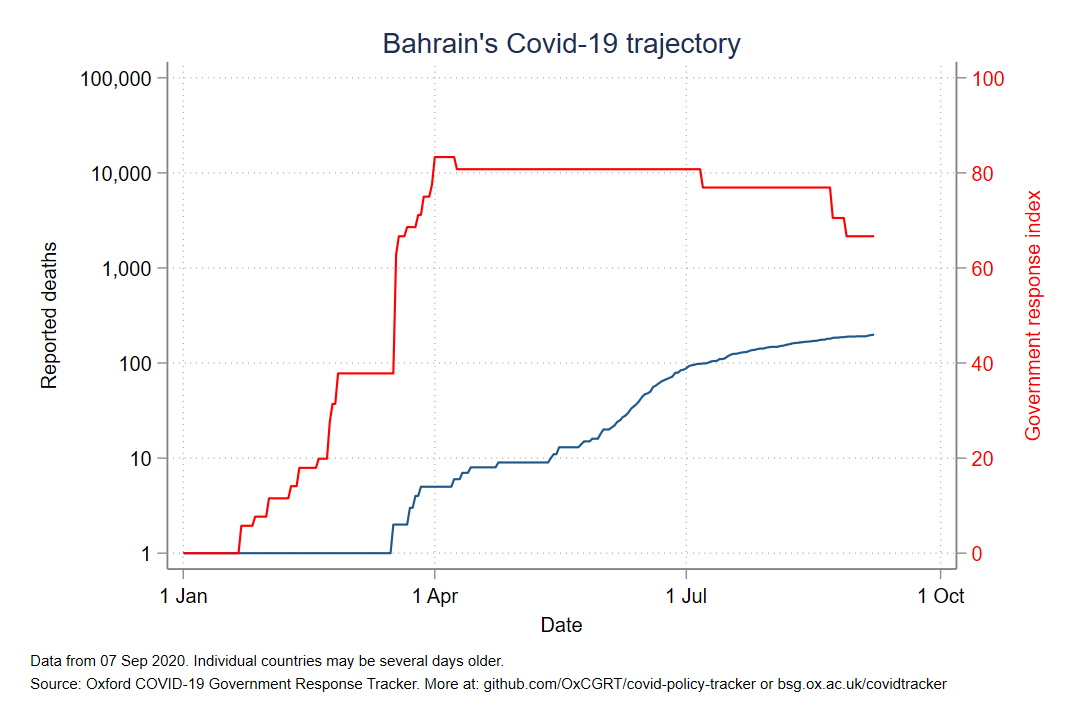 Bahrain's Covid-19 trajectory
100,000
10,000
1,000
100
10
1
Reported deaths
100
80
60
40
20
0
Government response index
1 Jan
1 Apr
1 Jul
1 Oct
Date
Data from 07 Sep 2020. Individual countries may be several days older.
Source: Oxford COVID-19 Government Response Tracker. More at: github.com/OxCGRT/covid-policy-tracker or bsg.ox.ac.uk/covidtracker